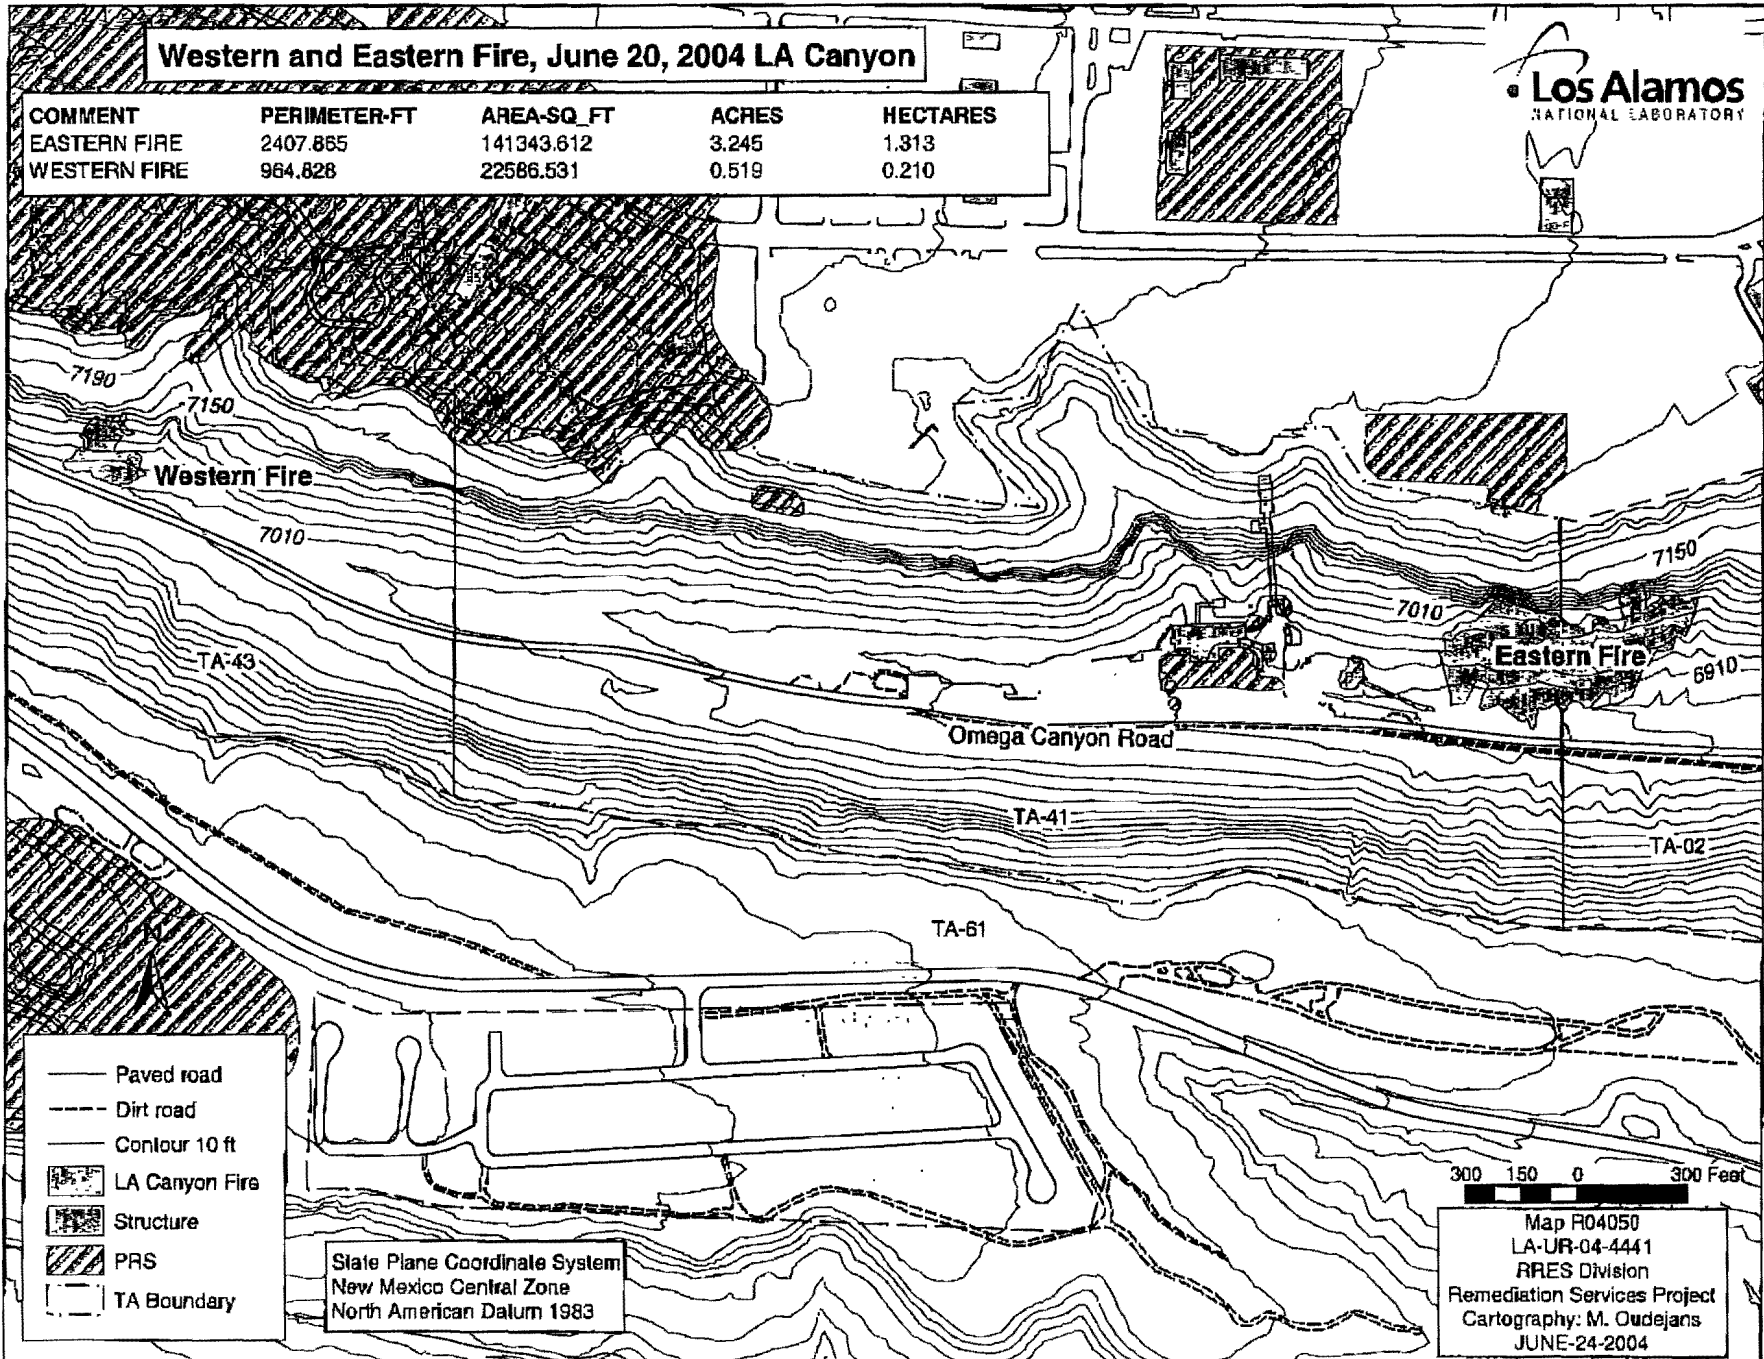 Western and Eastern Fire, June 20, 2004 LA Canyon
Los Alamos
NATIONAL LABORATORY
COMMENT PERIMETER-FT AREA-SQ_FT ACRES HECTARES
EASTERN FIRE 2407.865 141343.612 3.245 1.313
WESTERN FIRE 964.828 22586.531 0.519 0.210
7190
7150
Western Fire
7010
7150
7010
Eastern Fire
6910
TA-43
Omega Canyon Road
TA-41
TA-02
TA-61
N
Paved road
Dirt road
Contour 10 ft
LA Canyon Fire
Structure
PRS
TA Boundary
State Plane Coordinate System
New Mexico Central Zone
North American Datum 1983
300 150 0 300 Feet
Map R04050
LA-UR-04-4441
RRES Division
Remediation Services Project
Cartography: M. Oudejans
JUNE-24-2004